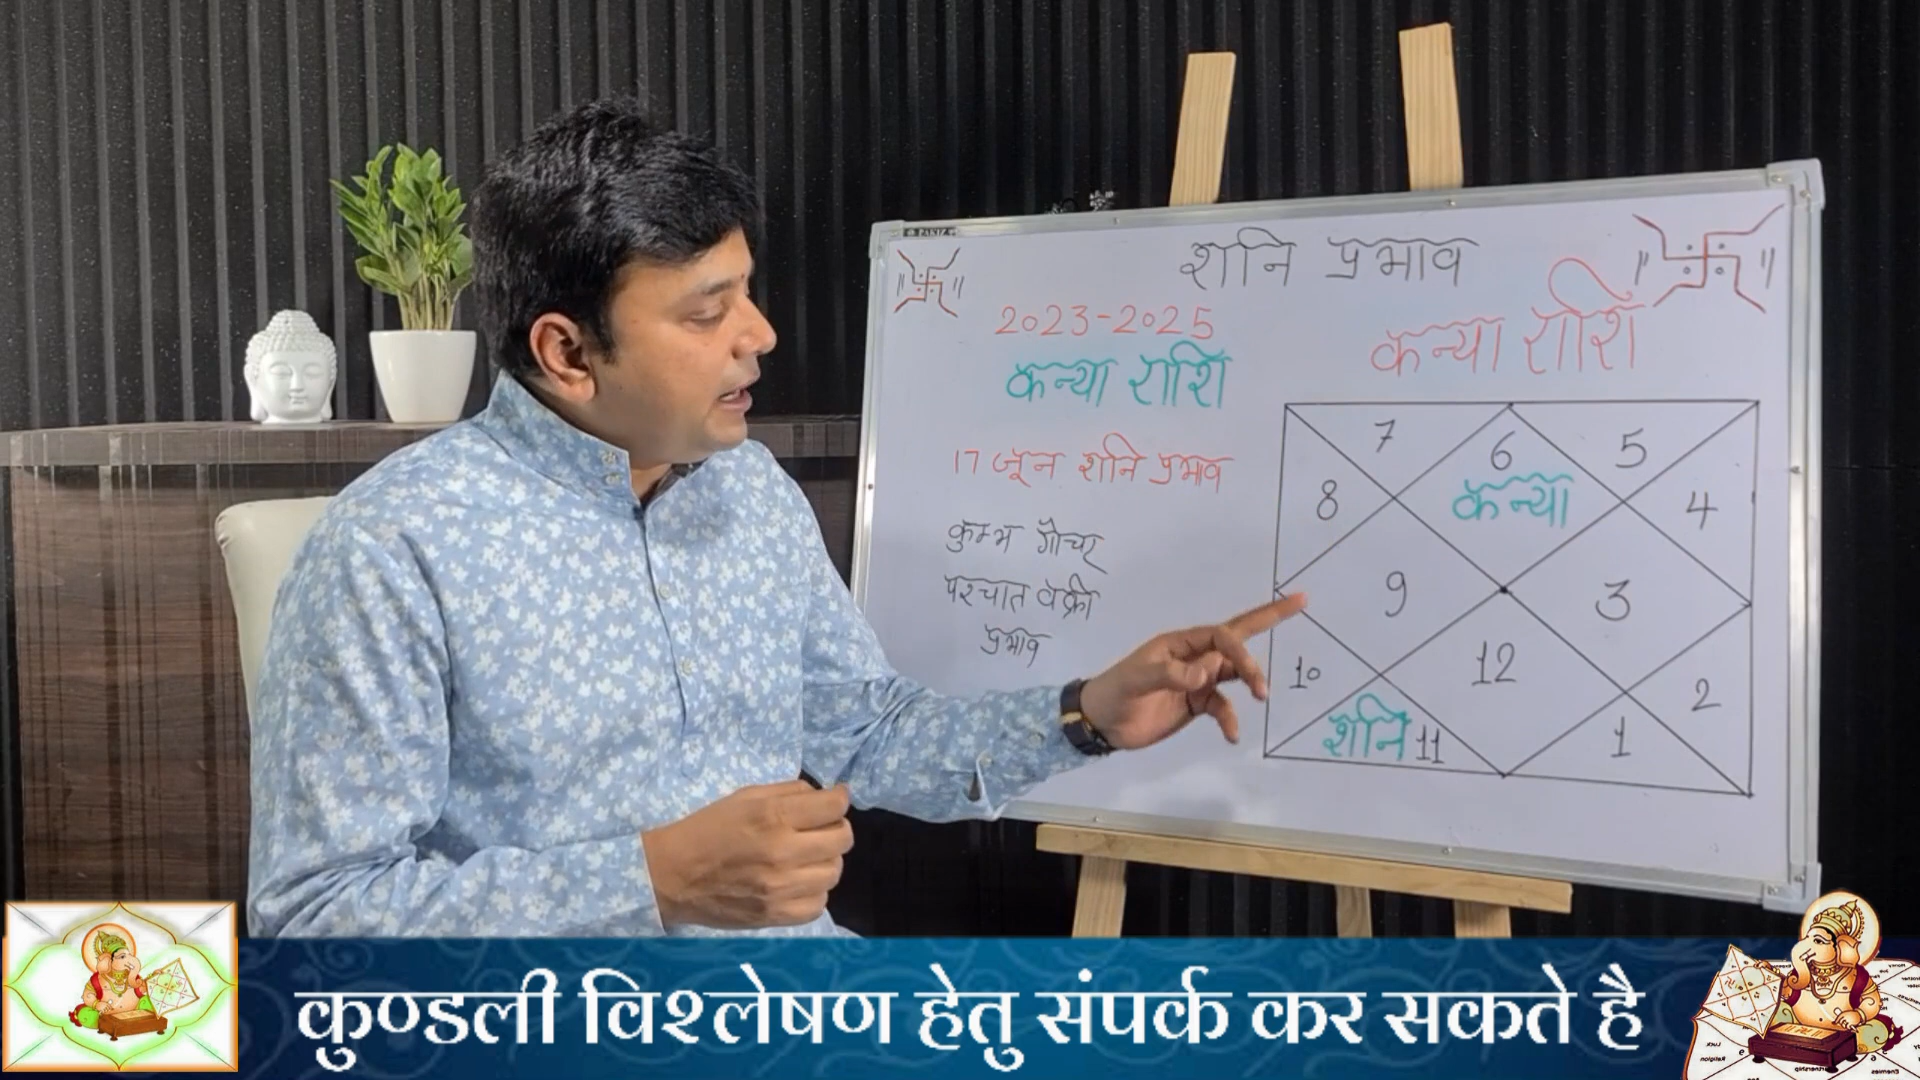 शनि प्रभाव
2023-2025
कन्या राशि
कन्या राशि
17 जून शनि प्रभाव
कुम्भ गोचर
पश्चात वक्री
प्रभाव
7
6
5
8
कन्या
4
9
3
10
12
2
शनि 11
1
कुण्डली विश्लेषण हेतु संपर्क कर सकते है